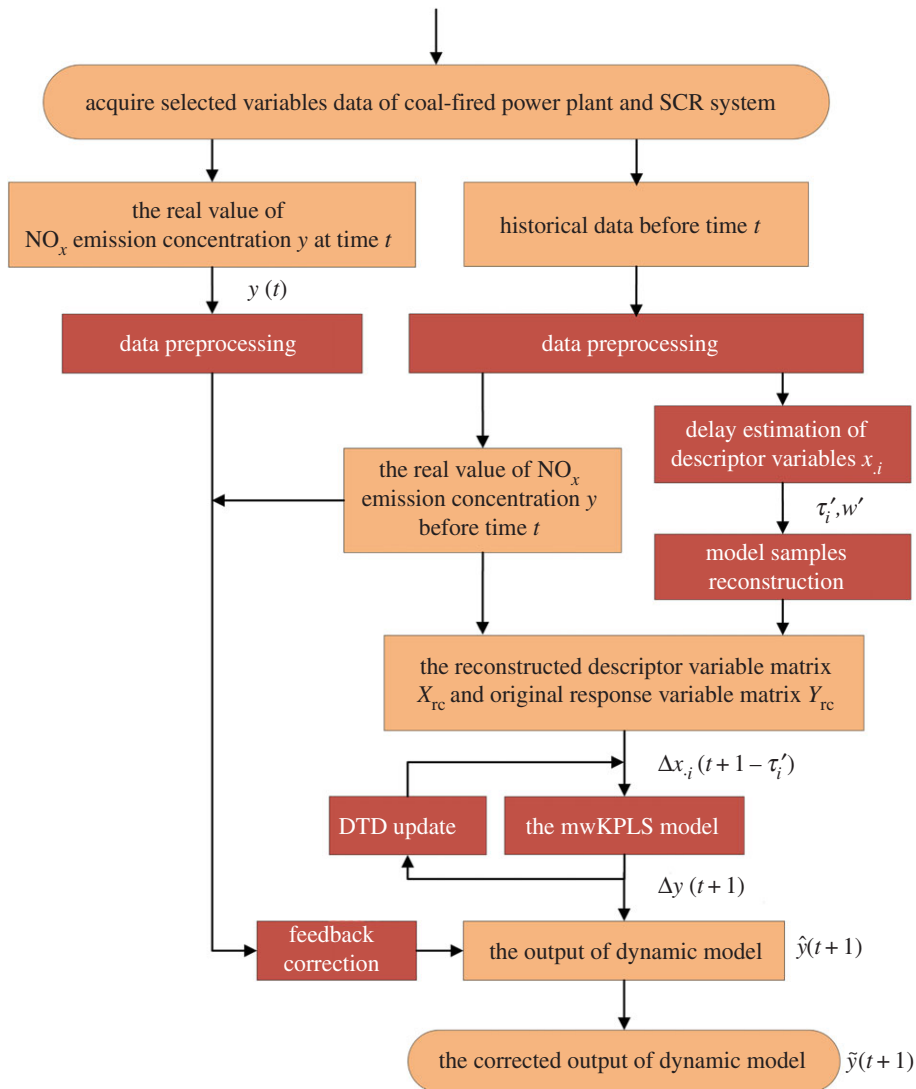 acquire selected variables data of coal-fired power plant and SCR system
the real value of
NOₓ emission concentration y at time t
historical data before time t
y (t)
data preprocessing
data preprocessing
delay estimation of
descriptor variables x.ᵢ
the real value of NOₓ
emission concentration y
before time t
τᵢ′,w′
model samples
reconstruction
the reconstructed descriptor variable matrix
X_rc and original response variable matrix Y_rc
Δx.ᵢ (t + 1 – τᵢ′)
DTD update
the mwKPLS model
Δy (t + 1)
feedback
correction
the output of dynamic model
ŷ(t + 1)
the corrected output of dynamic model
ỹ(t + 1)